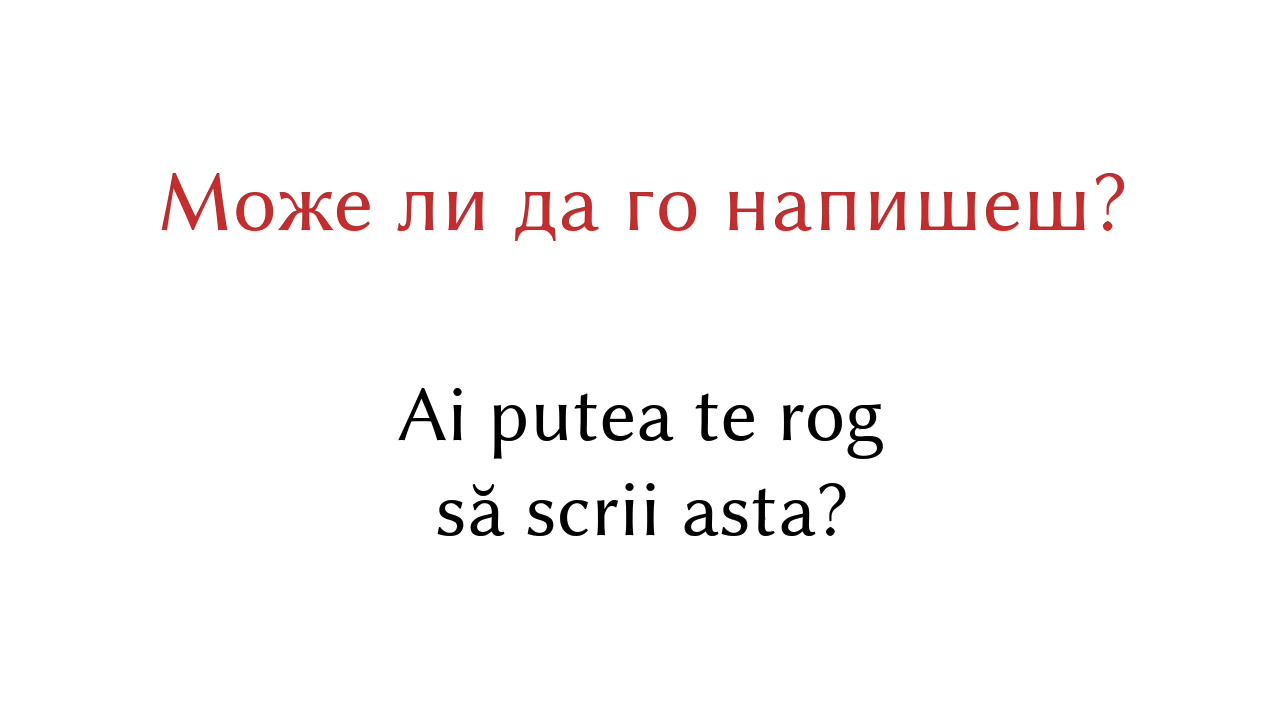 Може ли да го напишеш?
Ai putea te rog
să scrii asta?